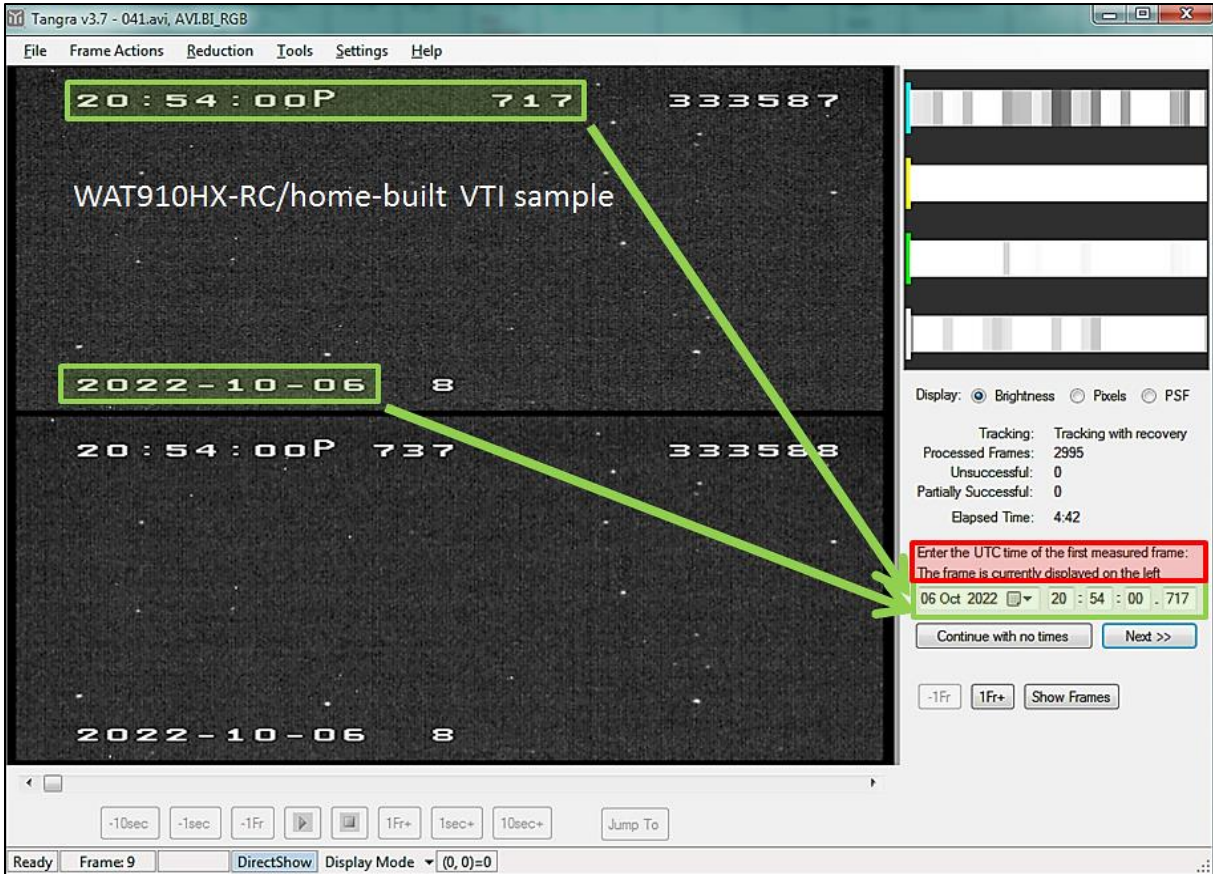 Tangra v3.7 - 041.avi, AVI.BI_RGB
File Frame Actions Reduction Tools Settings Help
20:54:00P 717 333587
WAT910HX-RC/home-built VTI sample
2022-10-06 8
20:54:00P 737 333588
2022-10-06 8
Display: Brightness Pixels PSF
Tracking: Tracking with recovery
Processed Frames: 2995
Unsuccessful: 0
Partially Successful: 0
Elapsed Time: 4:42
Enter the UTC time of the first measured frame:
The frame is currently displayed on the left
06 Oct 2022 20 : 54 : 00 . 717
Continue with no times Next >>
-1Fr 1Fr+ Show Frames
-10sec -1sec -1Fr 1Fr+ 1sec+ 10sec+ Jump To
Ready Frame: 9 DirectShow Display Mode (0, 0)=0